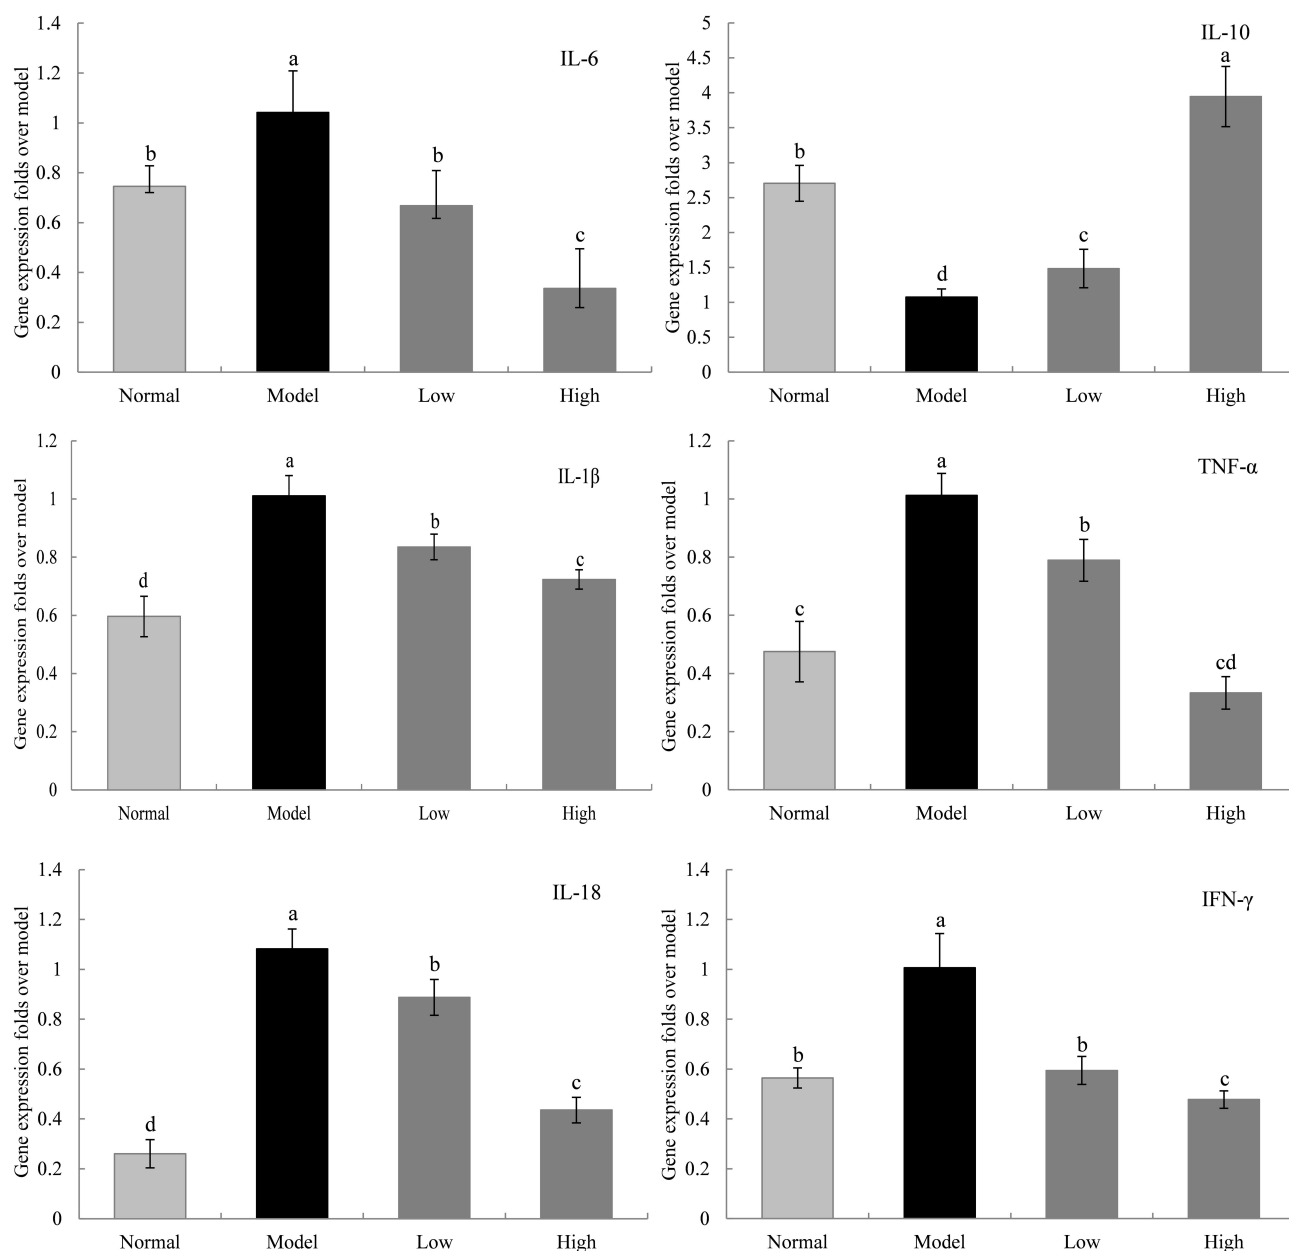 IL-6
Gene expression folds over model
1.4
1.2
1
0.8
0.6
0.4
0.2
0
b
a
b
c
Normal Model Low High
IL-10
Gene expression folds over model
5
4.5
4
3.5
3
2.5
2
1.5
1
0.5
0
b
d
c
a
Normal Model Low High
IL-1β
Gene expression folds over model
1.2
1
0.8
0.6
0.4
0.2
0
d
a
b
c
Normal Model Low High
TNF-α
Gene expression folds over model
1.2
1
0.8
0.6
0.4
0.2
0
c
a
b
cd
Normal Model Low High
IL-18
Gene expression folds over model
1.4
1.2
1
0.8
0.6
0.4
0.2
0
d
a
b
c
Normal Model Low High
IFN-γ
Gene expression folds over model
1.4
1.2
1
0.8
0.6
0.4
0.2
0
b
a
b
c
Normal Model Low High